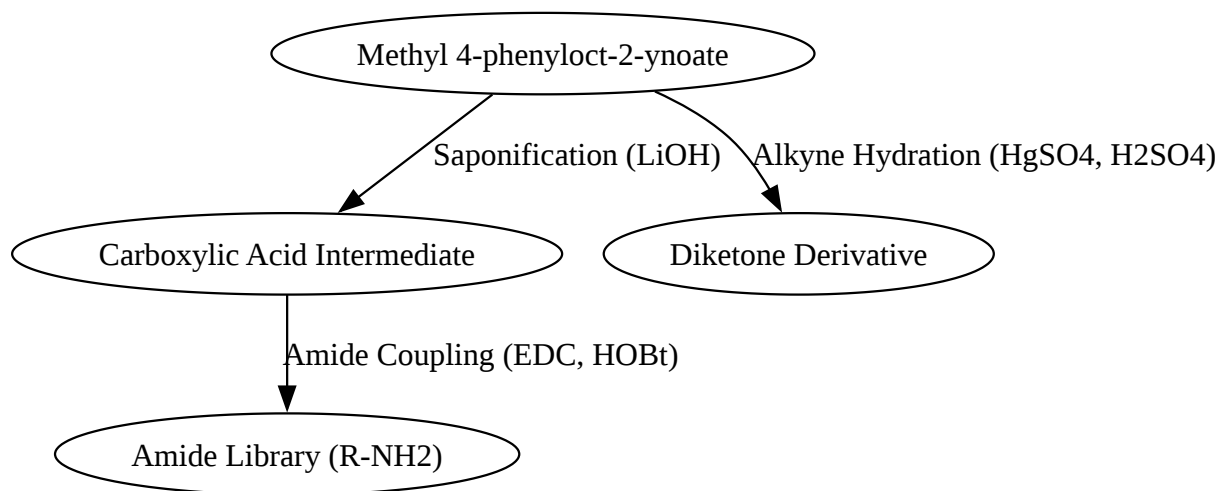 Methyl 4-phenyloct-2-ynoate
Saponification (LiOH)
Alkyne Hydration (HgSO4, H2SO4)
Carboxylic Acid Intermediate
Diketone Derivative
Amide Coupling (EDC, HOBt)
Amide Library (R-NH2)